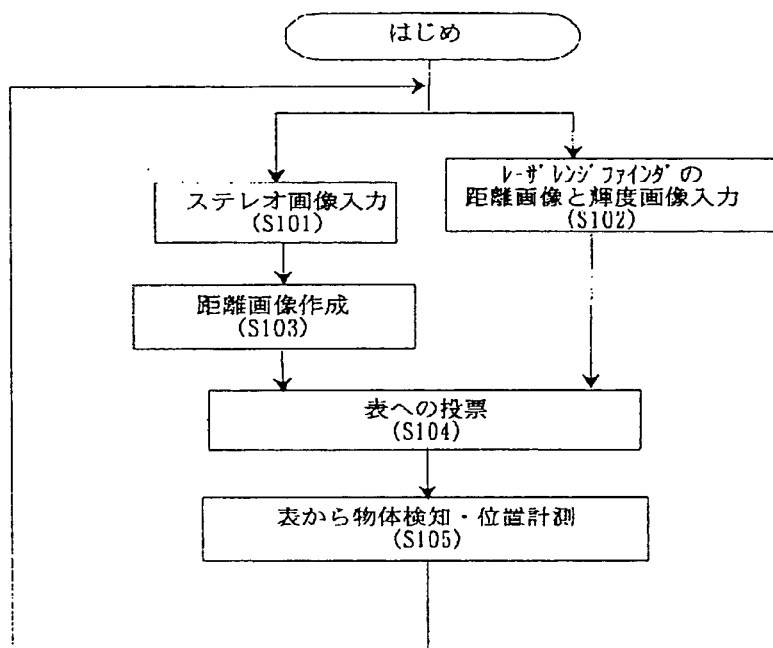 はじめ
ステレオ画像入力
(S101)
ﾚｰｻﾞﾚﾝｼﾞﾌｧｲﾝﾀﾞの
距離画像と輝度画像入力
(S102)
距離画像作成
(S103)
表への投票
(S104)
表から物体検知・位置計測
(S105)